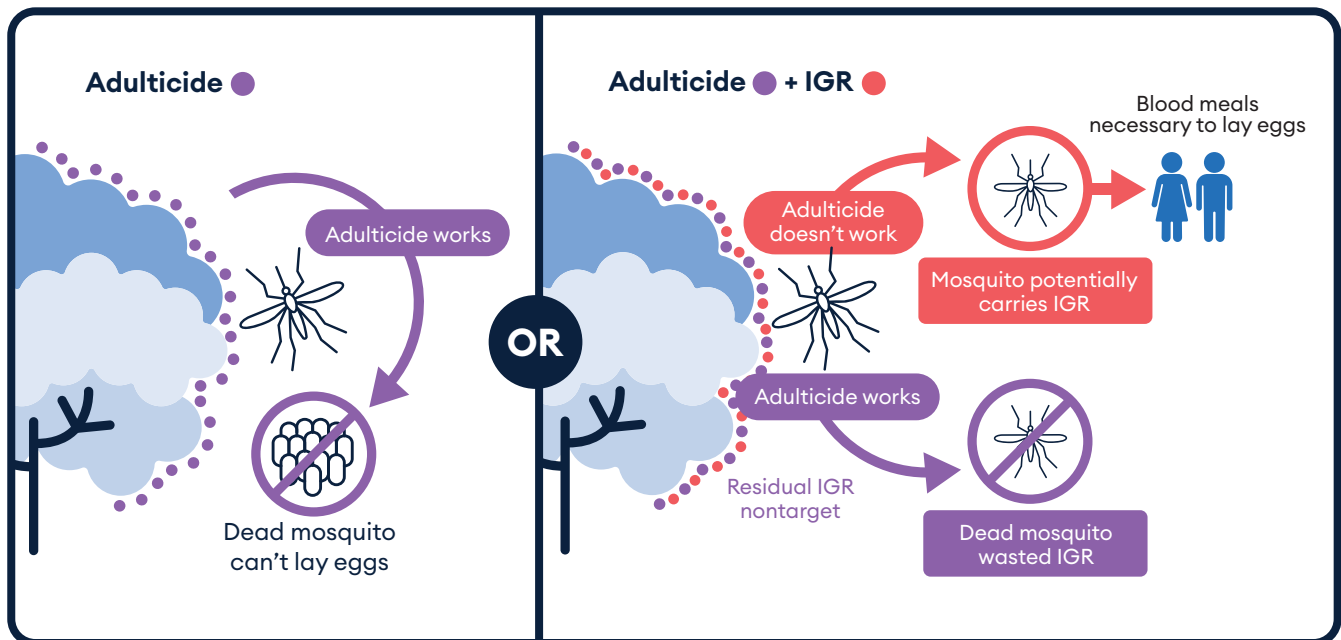 Adulticide
Adulticide works
Dead mosquito
can’t lay eggs
OR
Adulticide + IGR
Adulticide
doesn’t work
Blood meals
necessary to lay eggs
Mosquito potentially
carries IGR
Adulticide works
Residual IGR
nontarget
Dead mosquito
wasted IGR